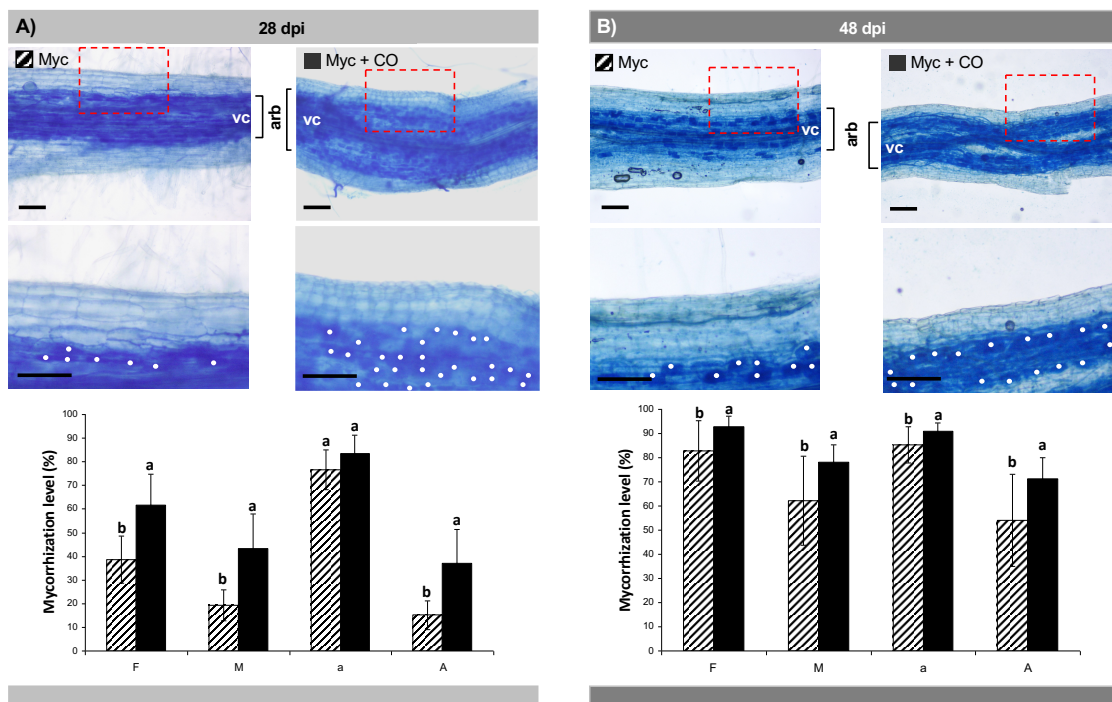 A) 28 dpi
Myc
Myc + CO
vc
arb
Mycorrhization level (%)
100
90
80
70
60
50
40
30
20
10
0
b a
b a
a a
b a
F M a A
B) 48 dpi
Myc
Myc + CO
vc
arb
vc
Mycorrhization level (%)
100
90
80
70
60
50
40
30
20
10
0
b a
b a
b a
b a
F M a A